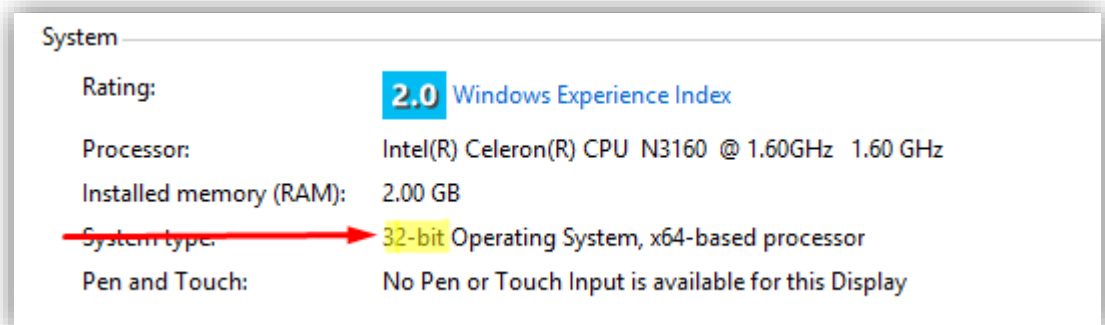 System
Rating: 2.0 Windows Experience Index
Processor: Intel(R) Celeron(R) CPU N3160 @ 1.60GHz 1.60 GHz
Installed memory (RAM): 2.00 GB
System type: 32-bit Operating System, x64-based processor
Pen and Touch: No Pen or Touch Input is available for this Display